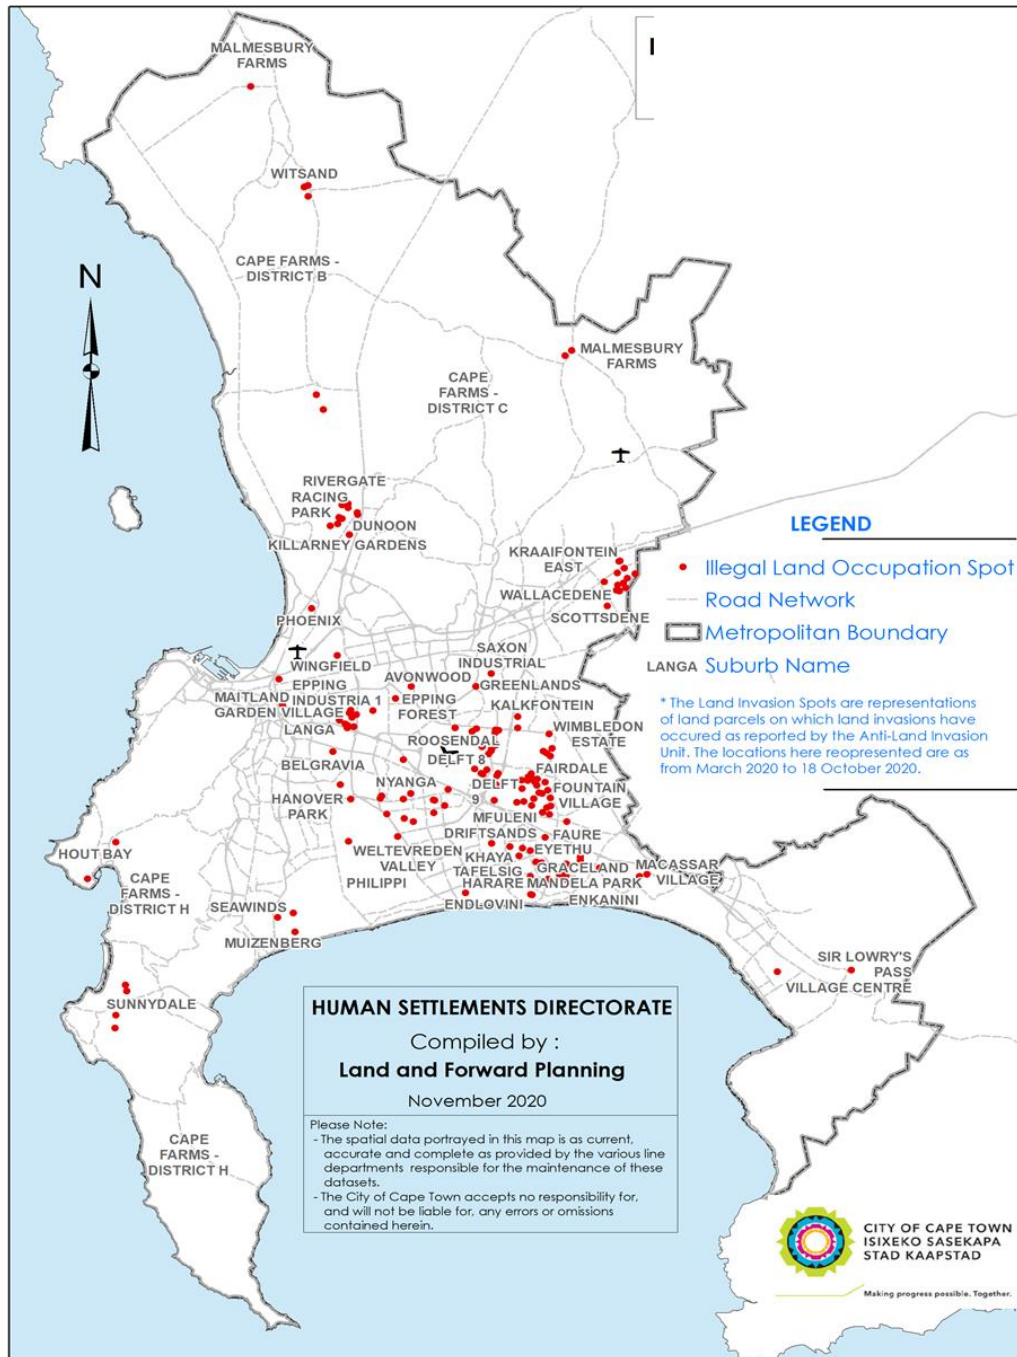 MALMESBURY
FARMS
WITSAND
CAPE FARMS -
DISTRICT B
N
MALMESBURY
FARMS
CAPE
FARMS -
DISTRICT C
RIVERGATE
RACING
PARK
DUNOON
KILLARNEY GARDENS
KRAAIFONTEIN
EAST
WALLACEDENE
SCOTTSDENE
PHOENIX
WINGFIELD
SAXON
INDUSTRIAL
AVONWOOD
GREENLANDS
EPPING
INDUSTRIA 1
MAITLAND
GARDEN VILLAGE
EPPING
FOREST
KALKFONTEIN
LANGA
WIMBLEDON
ESTATE
ROOSENDAL
BELGRAVIA
DELFT 8
FAIRDALE
NYANGA
DELFT
9
FOUNTAIN
VILLAGE
HANOVER
PARK
MFULENI
DRIFTSANDS
FAURE
WELTEVREDEN
VALLEY
EYETHU
KHAYA
GRACELAND
MACASSAR
VILLAGE
TAFELSIG
PHILIPPI
HARARE
MANDELA PARK
ENDLOVINI
ENKANINI
HOUT BAY
CAPE
FARMS -
DISTRICT H
SEAWINDS
MUIZENBERG
SIR LOWRY'S
PASS
VILLAGE CENTRE
SUNNYDALE
CAPE
FARMS -
DISTRICT H
LEGEND
Illegal Land Occupation Spot
Road Network
Metropolitan Boundary
LANGA Suburb Name
* The Land Invasion Spots are representations
of land parcels on which land invasions have
occured as reported by the Anti-Land Invasion
Unit. The locations here reopresented are as
from March 2020 to 18 October 2020.
HUMAN SETTLEMENTS DIRECTORATE
Compiled by :
Land and Forward Planning
November 2020
Please Note:
- The spatial data portrayed in this map is as current,
accurate and complete as provided by the various line
departments responsible for the maintenance of these
datasets.
- The City of Cape Town accepts no responsibility for,
and will not be liable for, any errors or omissions
contained herein.
CITY OF CAPE TOWN
ISIXEKO SASEKAPA
STAD KAAPSTAD
Making progress possible. Together.